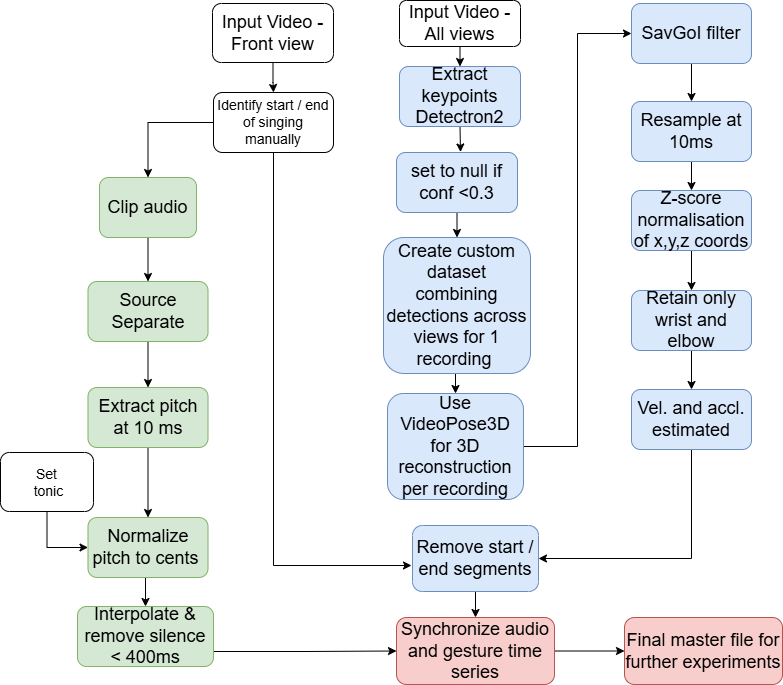 Input Video -
Front view
Identify start / end
of singing
manually
Clip audio
Source
Separate
Extract pitch
at 10 ms
Set
tonic
Normalize
pitch to cents
Interpolate &
remove silence
< 400ms
Input Video -
All views
Extract
keypoints
Detectron2
set to null if
conf <0.3
Create custom
dataset
combining
detections across
views for 1
recording
Use
VideoPose3D
for 3D
reconstruction
per recording
SavGol filter
Resample at
10ms
Z-score
normalisation
of x,y,z coords
Retain only
wrist and
elbow
Vel. and accl.
estimated
Remove start /
end segments
Synchronize audio
and gesture time
series
Final master file for
further experiments